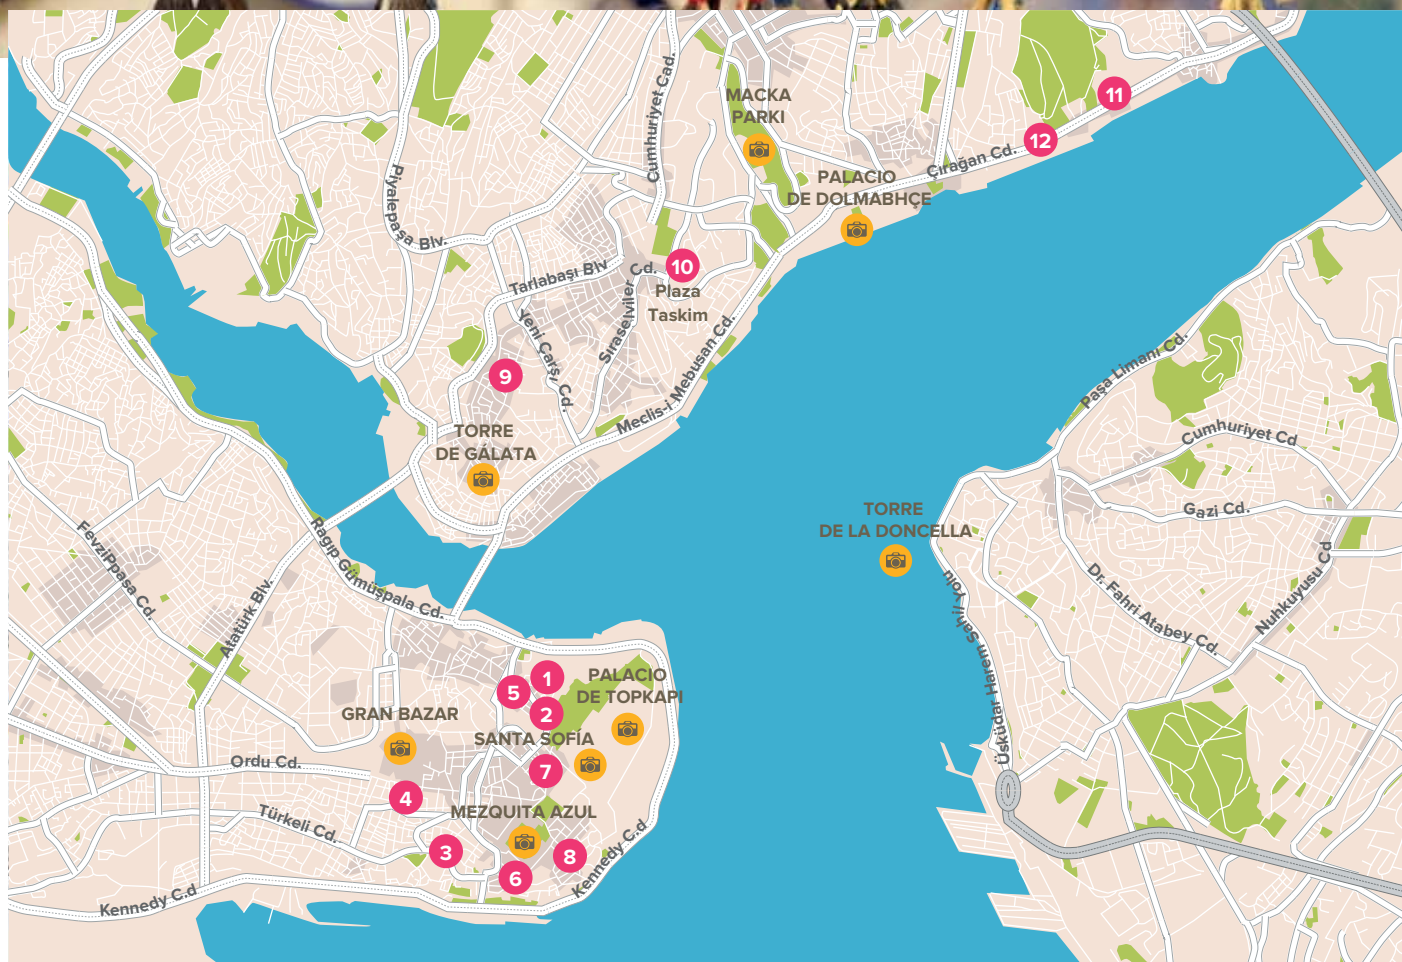 Cumhuriyet Cad.
MACKA
PARKI
11
12
Çırağan Cd.
PALACIO
DE DOLMABHÇE
Piyalepaşa Blv.
Tarlabaşı Blv
Cd.
10
Plaza
Taskim
Sıraselviler
Yeni Çarşı Cd.
Meclis-i Mebusan Cd.
9
TORRE
DE GÁLATA
Paşa Limanı Cd.
Cumhuriyet Cd
Gazi Cd.
TORRE
DE LA DONCELLA
FevziPpasa Cd.
Ragıp Gümüşpala Cd.
Atatürk Blv.
Üsküdar Harem Sahil Yolu
Dr. Fahri Atabey Cd.
Nuhkuyusu Cd
1
5
2
PALACIO
DE TOPKAPI
GRAN BAZAR
SANTA SOFÍA
7
Ordu Cd.
4
MEZQUITA AZUL
Türkeli Cd.
3
8
6
Kennedy C.d
Kennedy C.d